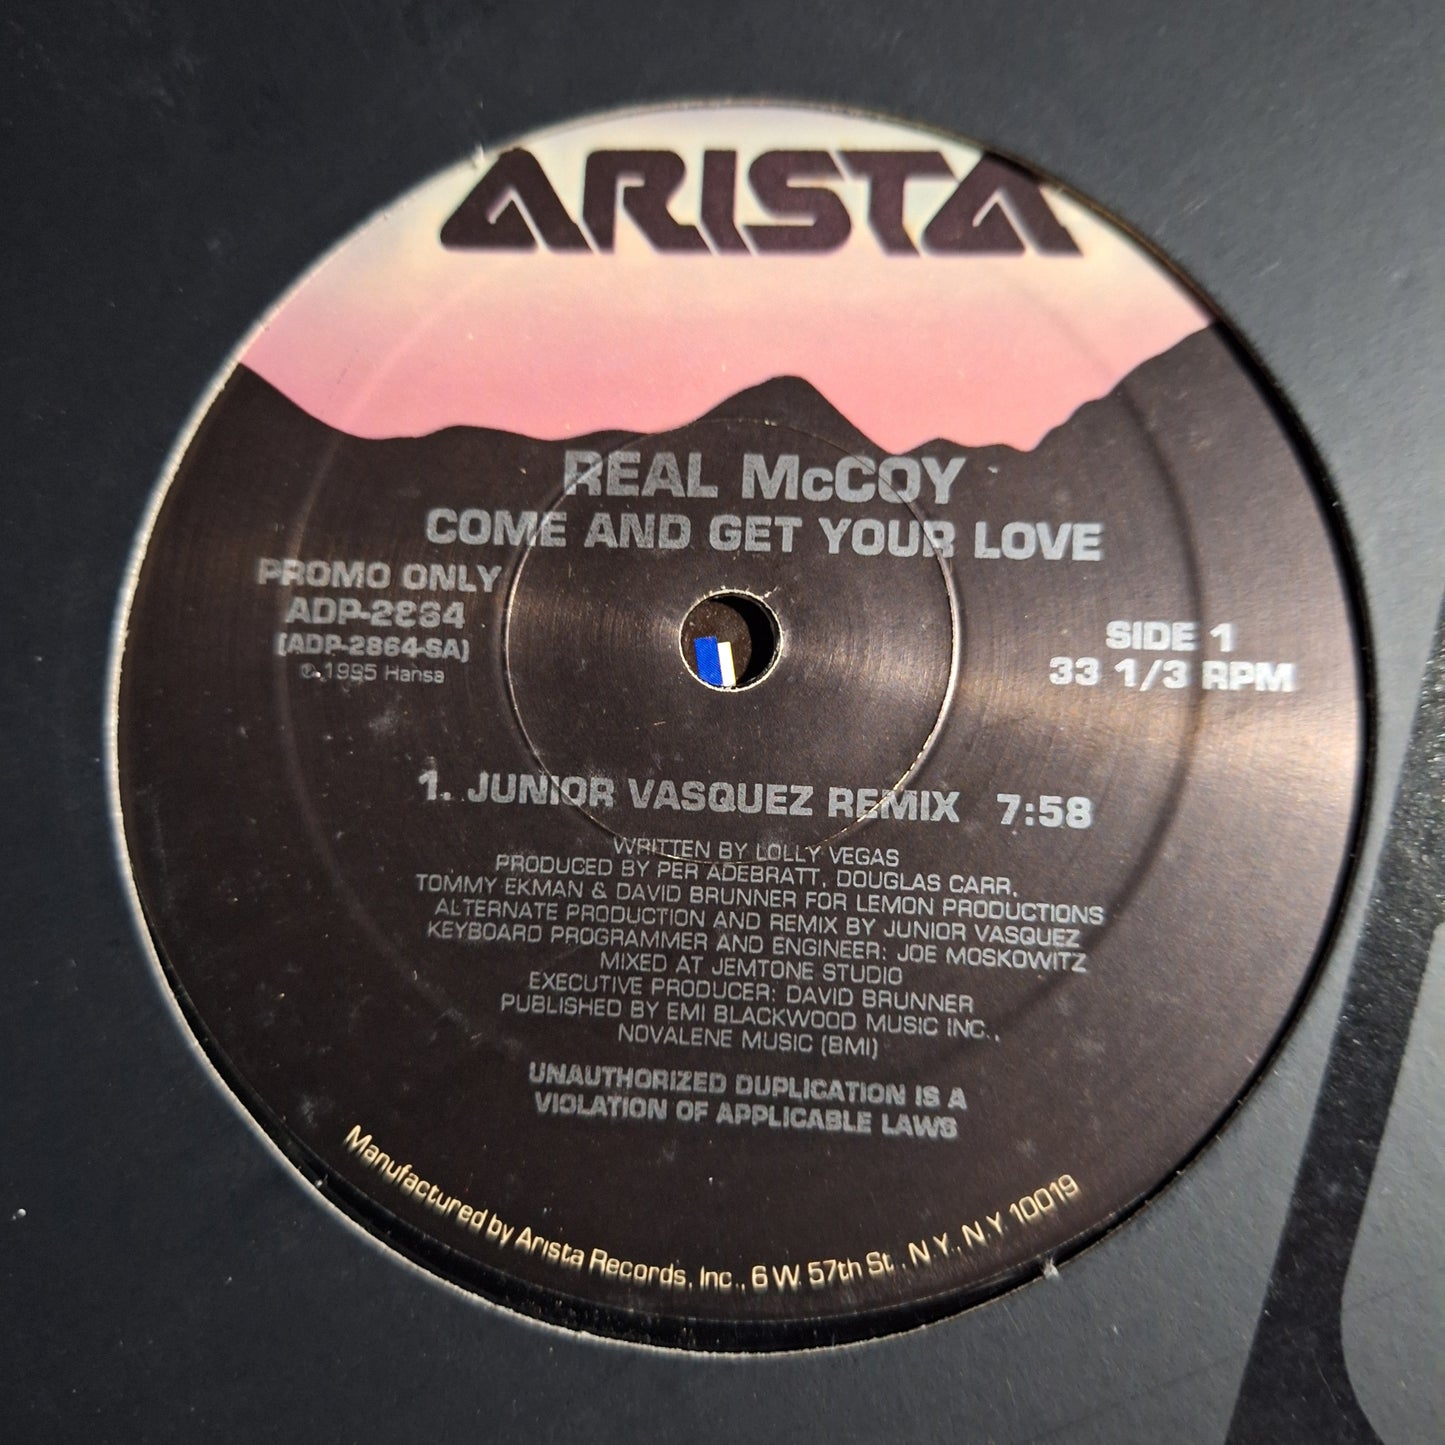 ARISTA
REAL McCOY
COME AND GET YOUR LOVE
PROMO ONLY
ADP-2864
(ADP-2864-SA)
℗ 1995 Hansa
SIDE 1
33 1/3 RPM
1. JUNIOR VASQUEZ REMIX 7:58
WRITTEN BY LOLLY VEGAS
PRODUCED BY PER ADEBRATT, DOUGLAS CARR,
TOMMY EKMAN & DAVID BRUNNER FOR LEMON PRODUCTIONS
ALTERNATE PRODUCTION AND REMIX BY JUNIOR VASQUEZ
KEYBOARD PROGRAMMER AND ENGINEER: JOE MOSKOWITZ
MIXED AT JEMTONE STUDIO
EXECUTIVE PRODUCER: DAVID BRUNNER
PUBLISHED BY EMI BLACKWOOD MUSIC INC.,
NOVALENE MUSIC (BMI)
UNAUTHORIZED DUPLICATION IS A
VIOLATION OF APPLICABLE LAWS
Manufactured by Arista Records, Inc., 6 W. 57th St., N.Y., N.Y. 10019